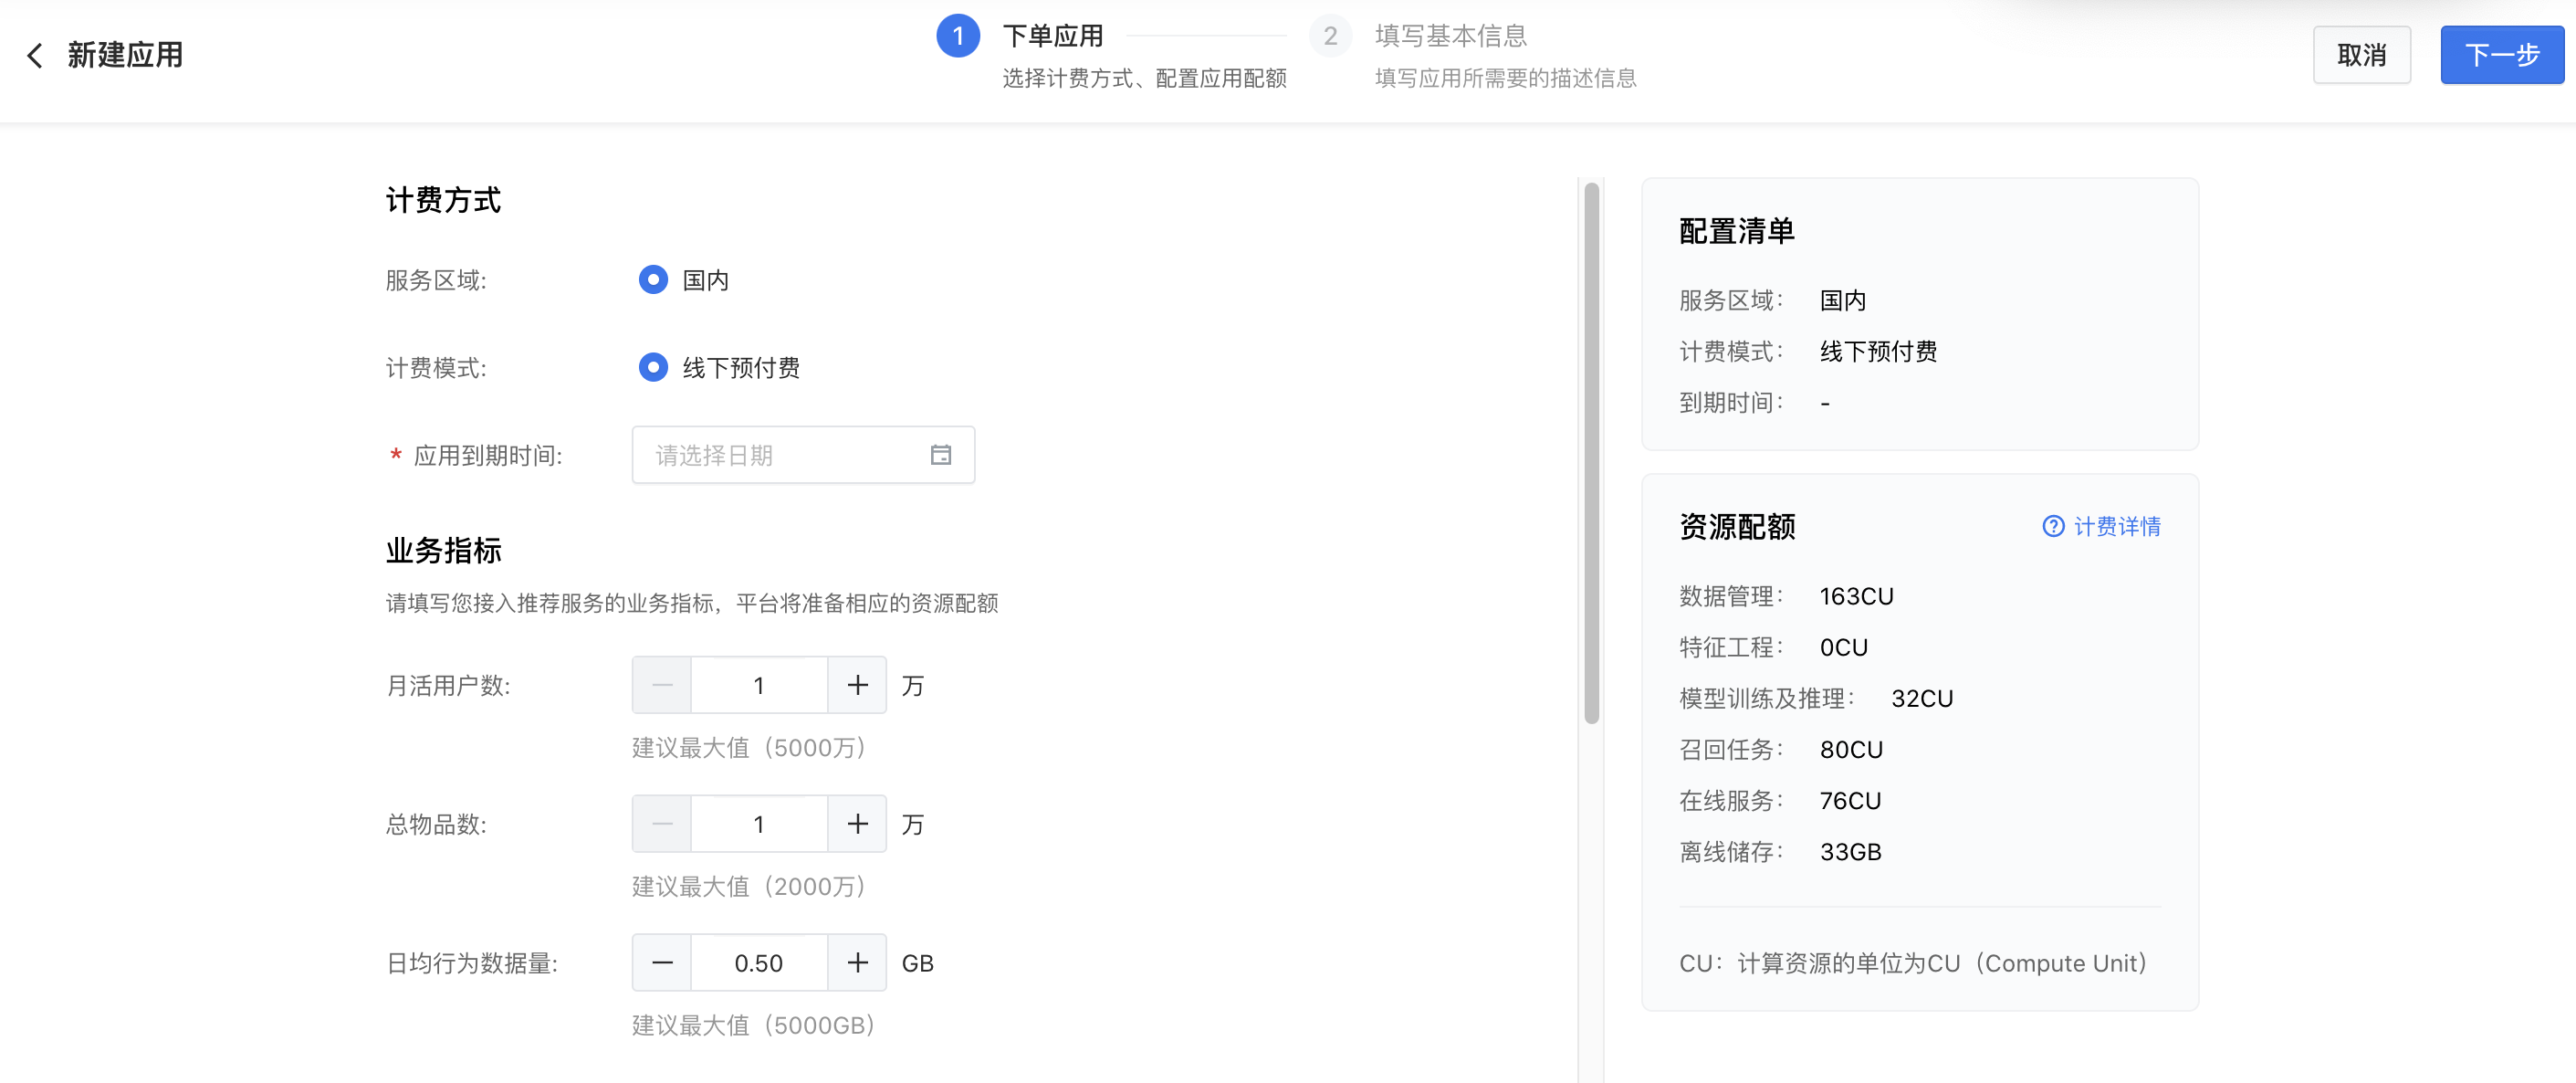 新建应用
1 下单应用
选择计费方式、配置应用配额
2 填写基本信息
填写应用所需要的描述信息
取消
下一步
计费方式
服务区域: 国内
计费模式: 线下预付费
* 应用到期时间: 请选择日期
业务指标
请填写您接入推荐服务的业务指标，平台将准备相应的资源配额
月活用户数: 1 万
建议最大值（5000万）
总物品数: 1 万
建议最大值（2000万）
日均行为数据量: 0.50 GB
建议最大值（5000GB）
配置清单
服务区域： 国内
计费模式： 线下预付费
到期时间： -
资源配额
计费详情
数据管理： 163CU
特征工程： 0CU
模型训练及推理： 32CU
召回任务： 80CU
在线服务： 76CU
离线储存： 33GB
CU：计算资源的单位为CU（Compute Unit）